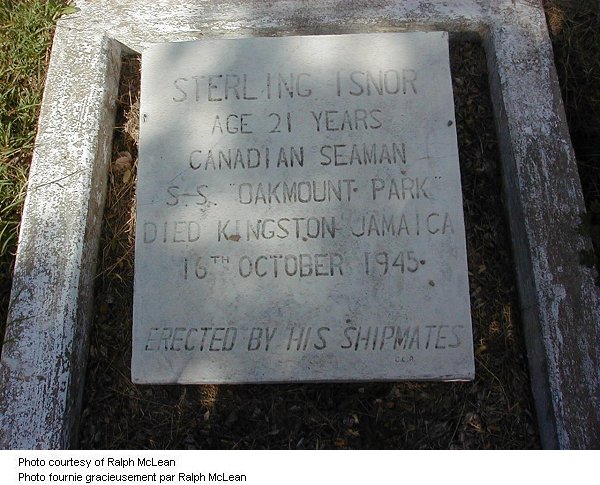 STERLING ISNOR
AGE 21 YEARS
CANADIAN SEAMAN
S-S. "OAKMOUNT PARK"
DIED KINGSTON JAMAICA
16TH OCTOBER 1945
ERECTED BY HIS SHIPMATES
Photo courtesy of Ralph McLean
Photo fournie gracieusement par Ralph McLean